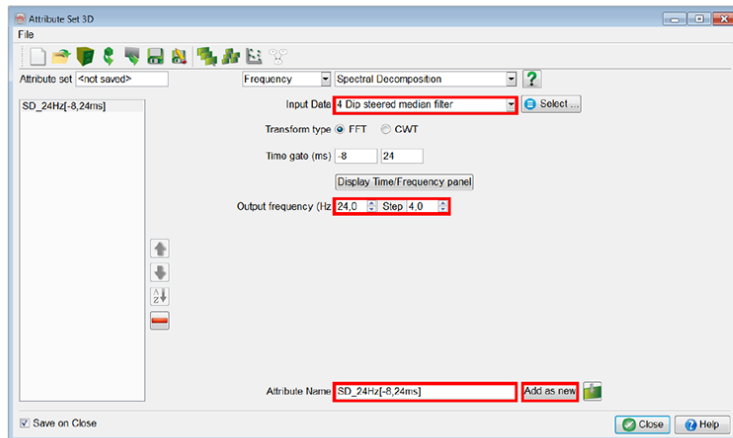 Attribute Set 3D
File
Attribute set <not saved> Frequency Spectral Decomposition ?
SD_24Hz[-8,24ms] Input Data 4 Dip steered median filter Select ...
Transform type FFT CWT
Time gate (ms) -8 24
Display Time/Frequency panel
Output frequency (Hz 24,0 Step 4,0
A
Z
Attribute Name SD_24Hz[-8,24ms] Add as new
Save on Close Close ? Help